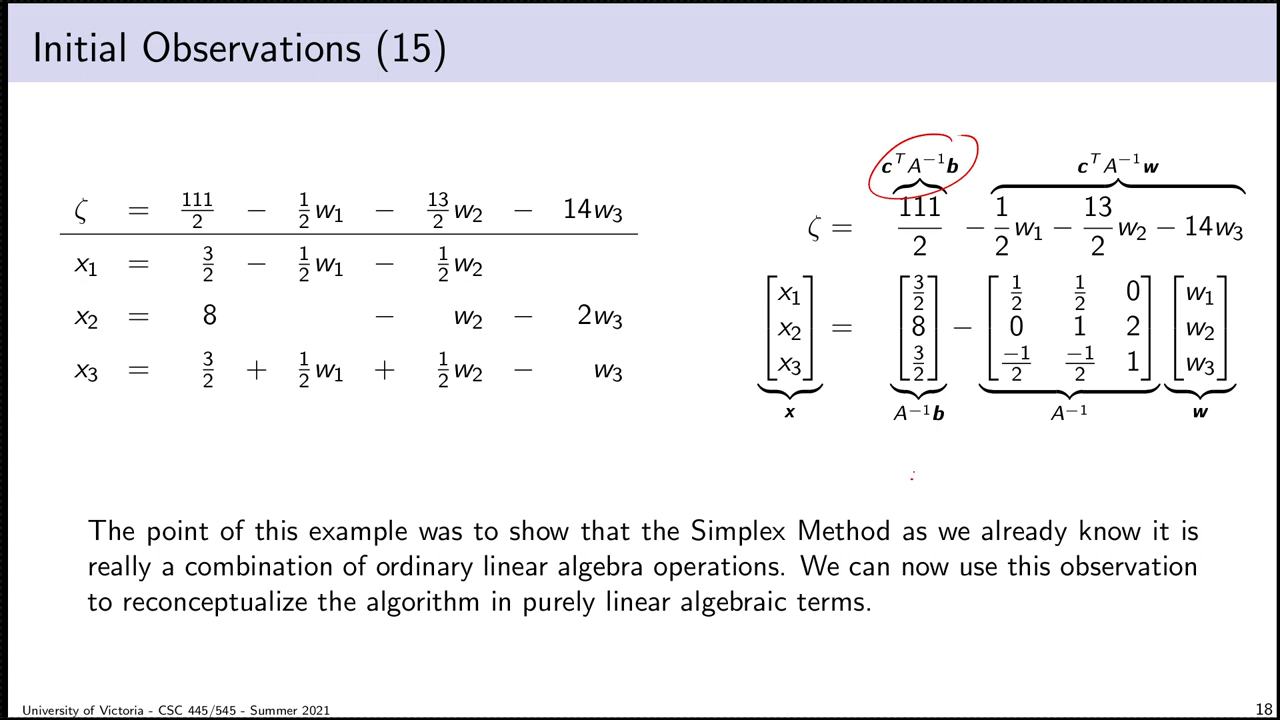 Initial Observations (15)
ζ = 111/2 − 1/2 w₁ − 13/2 w₂ − 14w₃
x₁ = 3/2 − 1/2 w₁ − 1/2 w₂
x₂ = 8 − w₂ − 2w₃
x₃ = 3/2 + 1/2 w₁ + 1/2 w₂ − w₃
cᵀA⁻¹b cᵀA⁻¹w
ζ = 111/2 − 1/2 w₁ − 13/2 w₂ − 14w₃
[x₁ x₂ x₃] = [3/2 8 3/2] − [1/2 1/2 0 0 1 2 −1/2 −1/2 1] [w₁ w₂ w₃]
x A⁻¹b A⁻¹ w
The point of this example was to show that the Simplex Method as we already know it is
really a combination of ordinary linear algebra operations. We can now use this observation
to reconceptualize the algorithm in purely linear algebraic terms.
University of Victoria - CSC 445/545 - Summer 2021
18